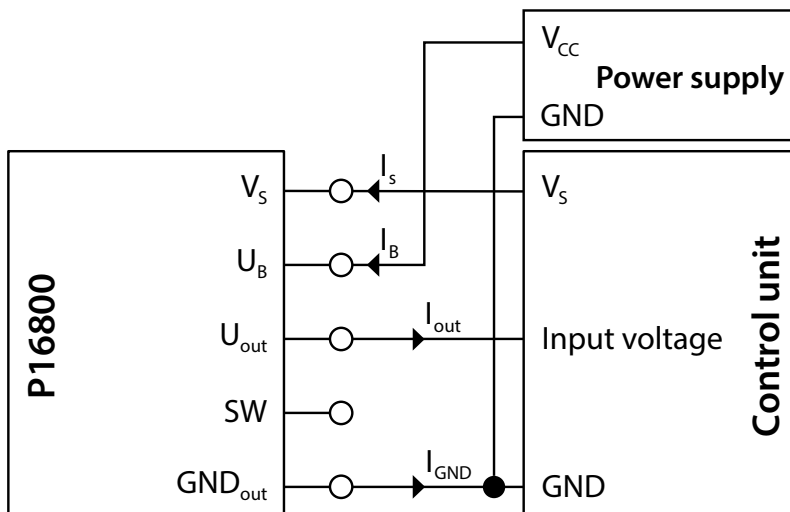 V_CC
Power supply
GND
P16800
V_S
I_s
V_S
U_B
I_B
U_out
I_out
Input voltage
Control unit
SW
GND_out
I_GND
GND